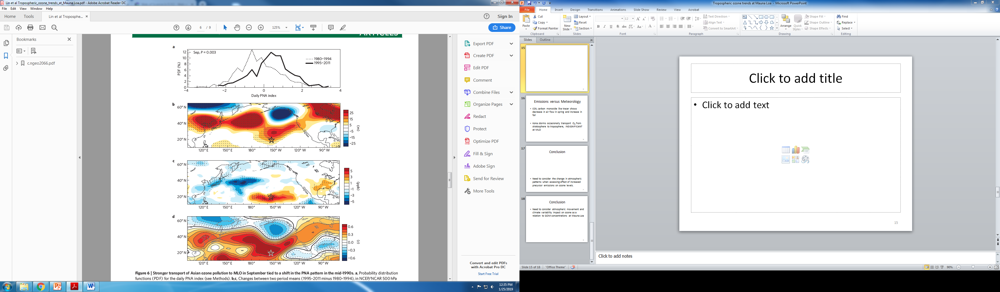 Lin et al Tropospheric_ozone_trends_at_Mauna Loa.pdf - Adobe Acrobat Reader DC
File Edit View Window Help
Home Tools Lin et al Troposphe... ×
Sign In
6 / 9
125%
Share
Bookmarks
c.ngeo2066.pdf
ARTICLES
a
Sep, P = 0.003
1980–1994
1995–2011
PDF (%)
12
10
8
6
4
2
0
−4 −2 0 2 4
Daily PNA index
b
60° N
40° N
20° N
120° E 150° E 180° 150° W 120° W 90° W
25
15
5
−5
−15
−25
(m)
c
60° N
40° N
20° N
120° E 150° E 180° 150° W 120° W 90° W
5
3
1
−1
−3
−5
(ppb)
d
60° N
40° N
20° N
120° E 150° E 180° 150° W 120° W 90° W
0.6
0.3
0.0
−0.3
−0.6
(r)
Figure 6 | Stronger transport of Asian ozone pollution to MLO in September tied to a shift in the PNA pattern in the mid-1990s. a, Probability distribution
functions (PDF) for the daily PNA index (see Methods). b,c, Changes between two period means (1995–2011 minus 1980–1994), in NCEP/NCAR 500 hPa
Export PDF
Create PDF
Edit PDF
Comment
Combine Files
Organize Pages
Redact
Protect
Optimize PDF
Fill & Sign
Adobe Sign
Send for Review
More Tools
Convert and edit PDFs
with Acrobat Pro DC
Start Free Trial
12:35 PM
1/25/2019
Tropospheric ozone trends at Mauna Loa - Microsoft PowerPoint
File Home Insert Design Transitions Animations Slide Show Review View Acrobat
Paste
Cut
Copy
Format Painter
Clipboard
New
Slide
Layout
Reset
Section
Slides
12
Font
Text Direction
Align Text
Convert to SmartArt
Paragraph
Arrange
Quick
Styles
Shape Fill
Shape Outline
Shape Effects
Drawing
Find
Replace
Select
Editing
Slides Outline
15
16
Emissions versus Meteorology
• COt, carbon monoxide like tracer shows
decrease in air flow in spring and increase in
fall
• Kona storms occasionally transport O₃ from
stratosphere to troposphere, INSIGNIFICANT
at MLO
17
Conclusion
• Need to consider the change in atmospheric
patterns when assessing effect of increased
precursor emissions on ozone levels.
18
Conclusion
• Need to consider atmospheric movement and
climate variability impact on ozone as a
relation to GOM concentrations at Mauna Loa
Click to add title
• Click to add text
15
Click to add notes
Slide 15 of 18 "Office Theme" 90%